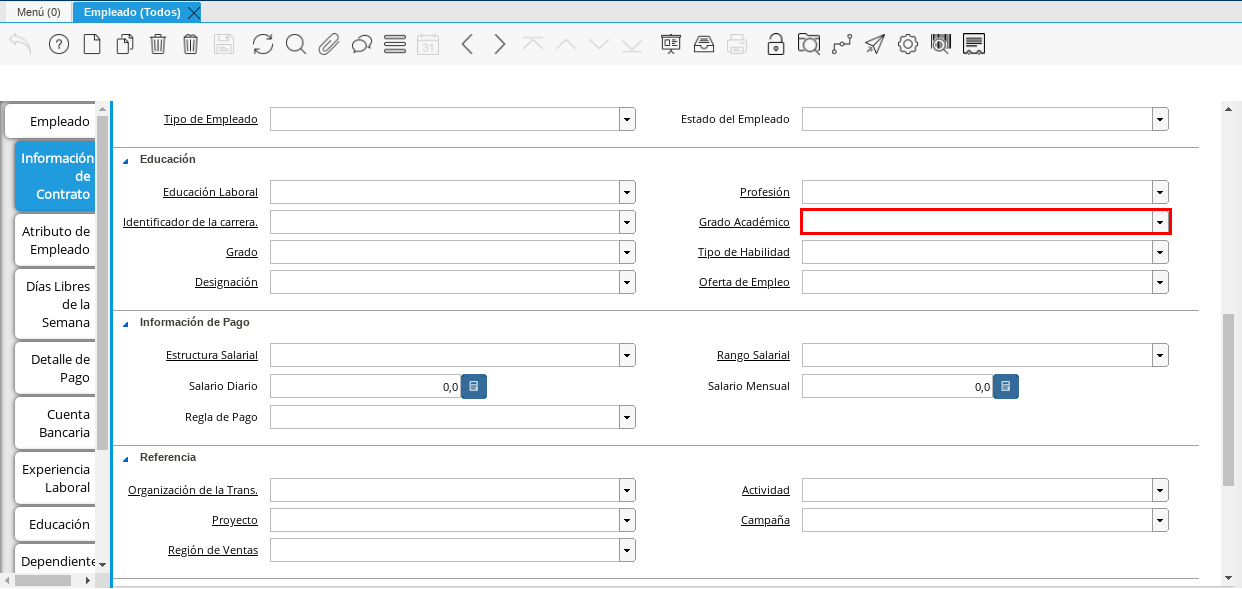 Menú (0)
Empleado (Todos)
31
Empleado
Información
de
Contrato
Atributo de
Empleado
Días Libres
de la
Semana
Detalle de
Pago
Cuenta
Bancaria
Experiencia
Laboral
Educación
Dependiente
Tipo de Empleado
Estado del Empleado
Educación
Educación Laboral
Profesión
Identificador de la carrera.
Grado Académico
Grado
Tipo de Habilidad
Designación
Oferta de Empleo
Información de Pago
Estructura Salarial
Rango Salarial
Salario Diario 0,0
Salario Mensual 0,0
Regla de Pago
Referencia
Organización de la Trans.
Actividad
Proyecto
Campaña
Región de Ventas